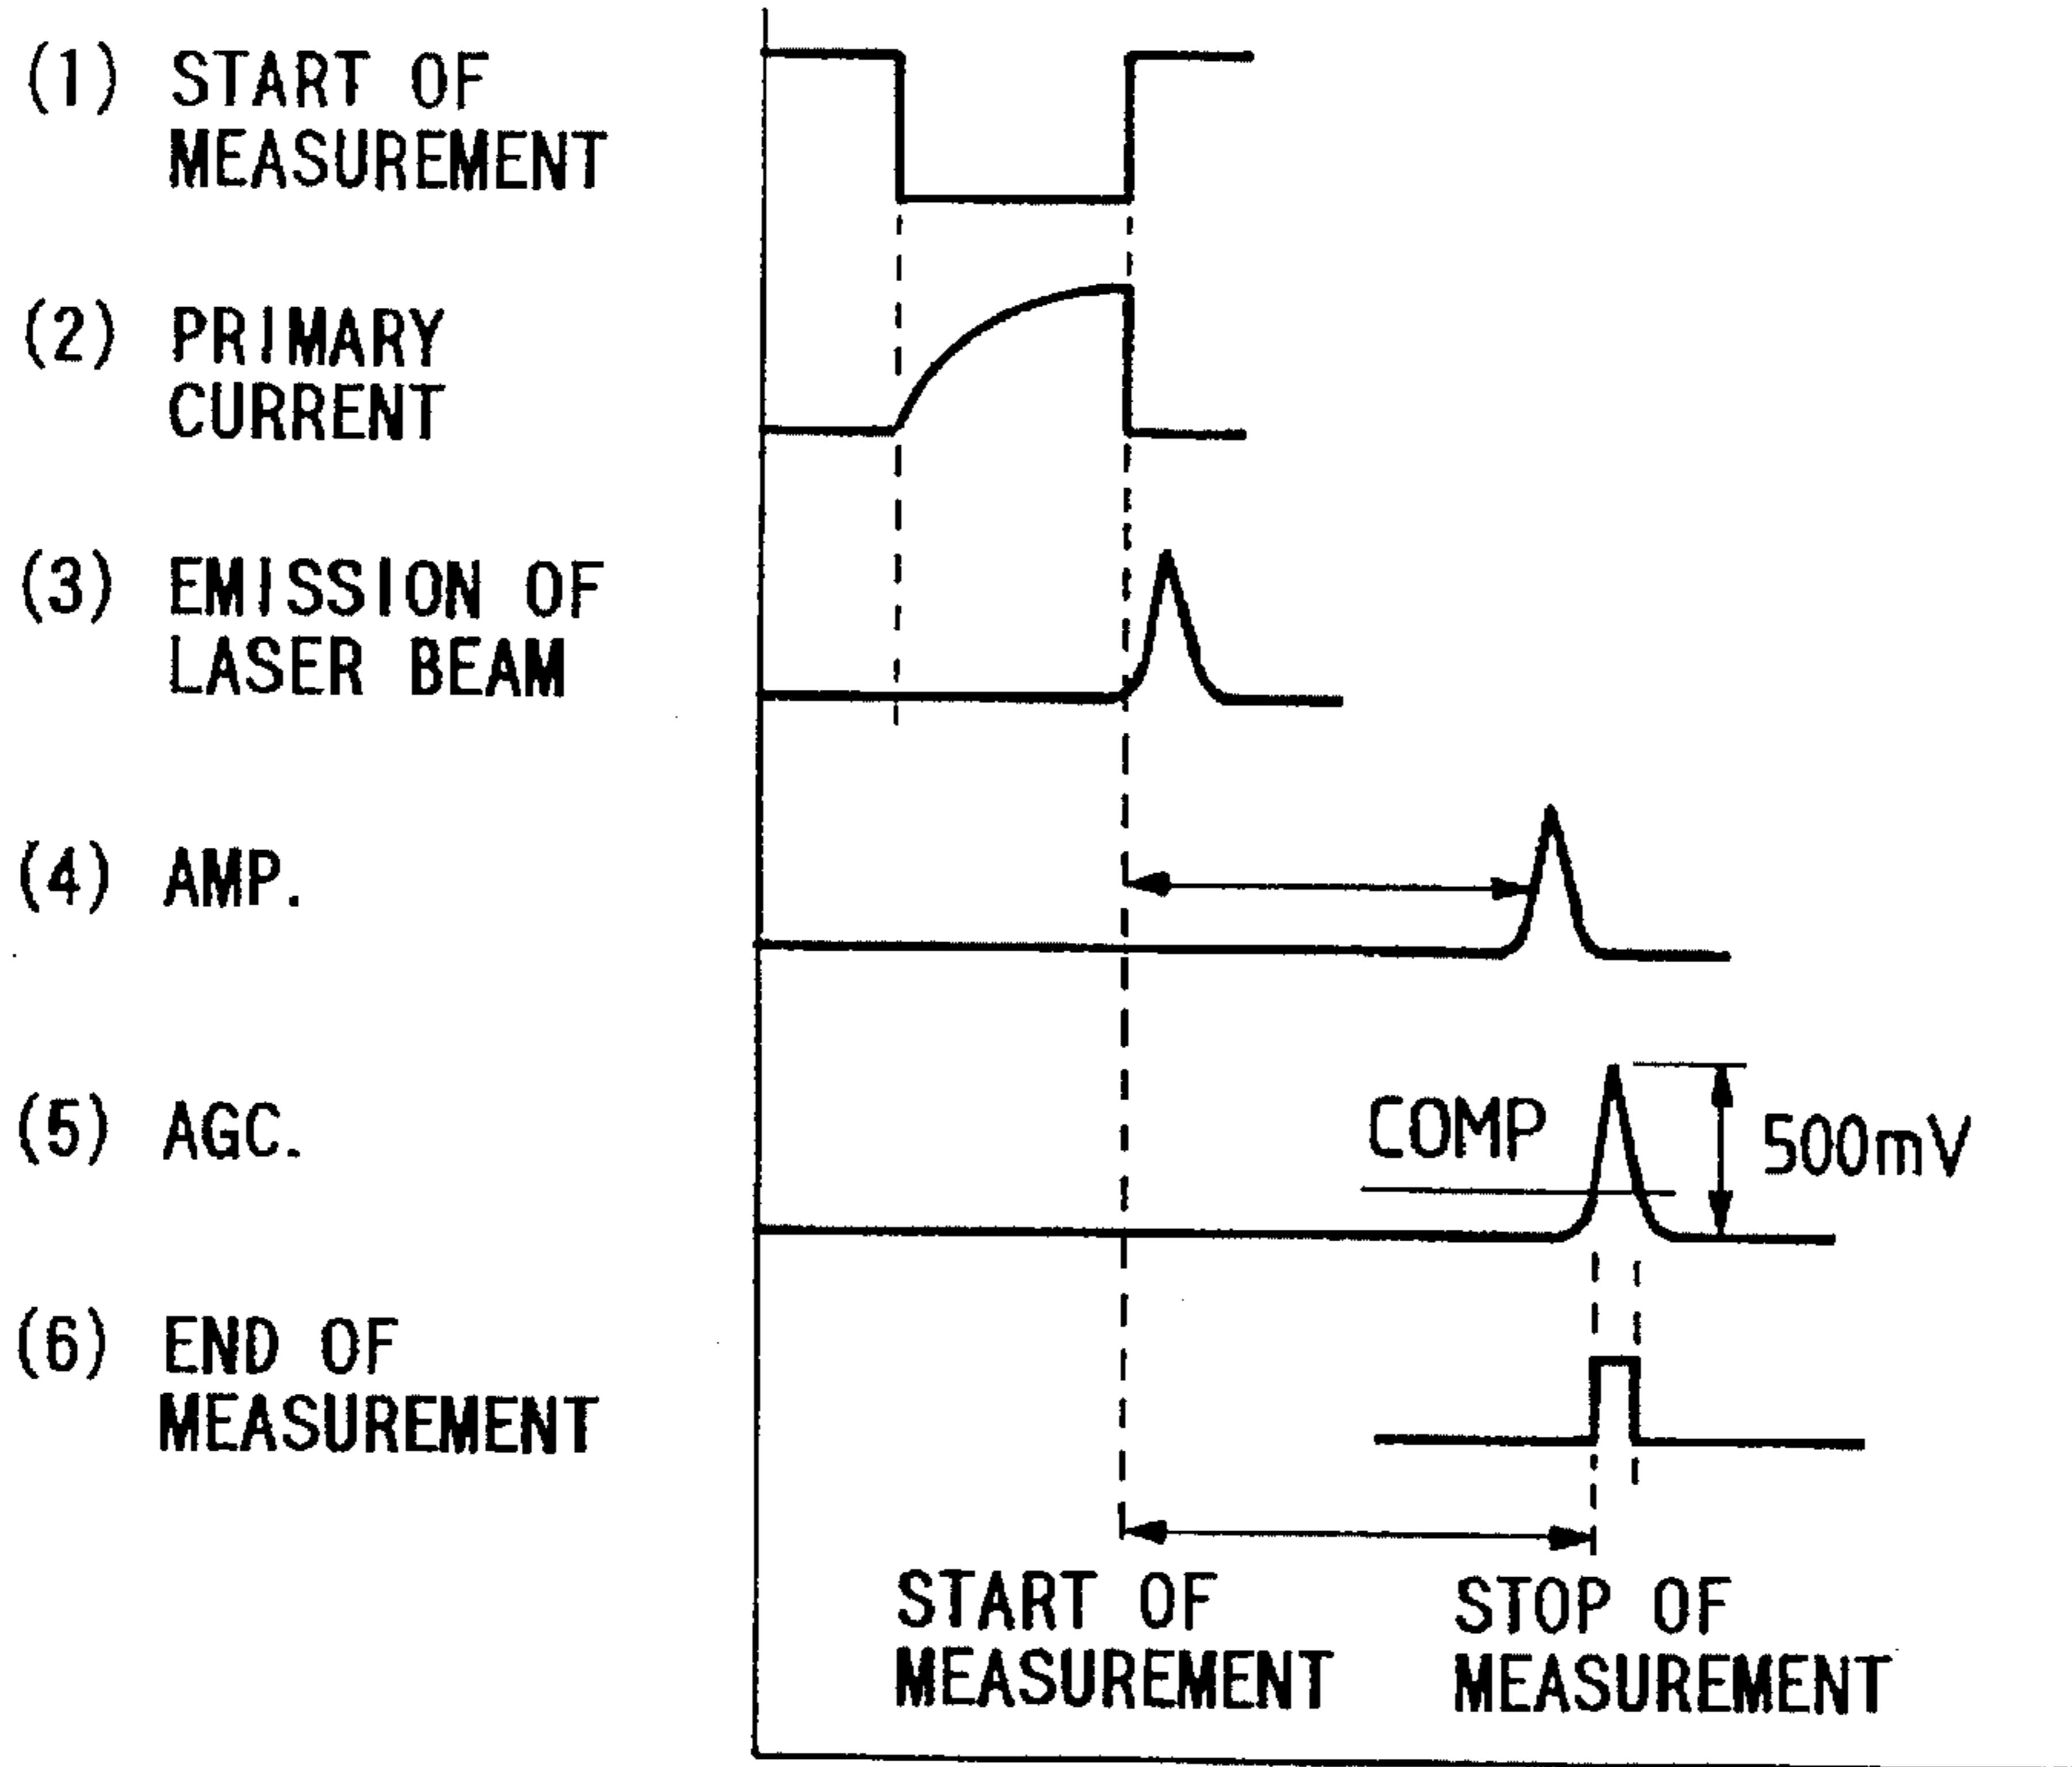 (1) START OF
MEASUREMENT
(2) PRIMARY
CURRENT
(3) EMISSION OF
LASER BEAM
(4) AMP.
(5) AGC.
COMP
500mV
(6) END OF
MEASUREMENT
START OF
MEASUREMENT
STOP OF
MEASUREMENT